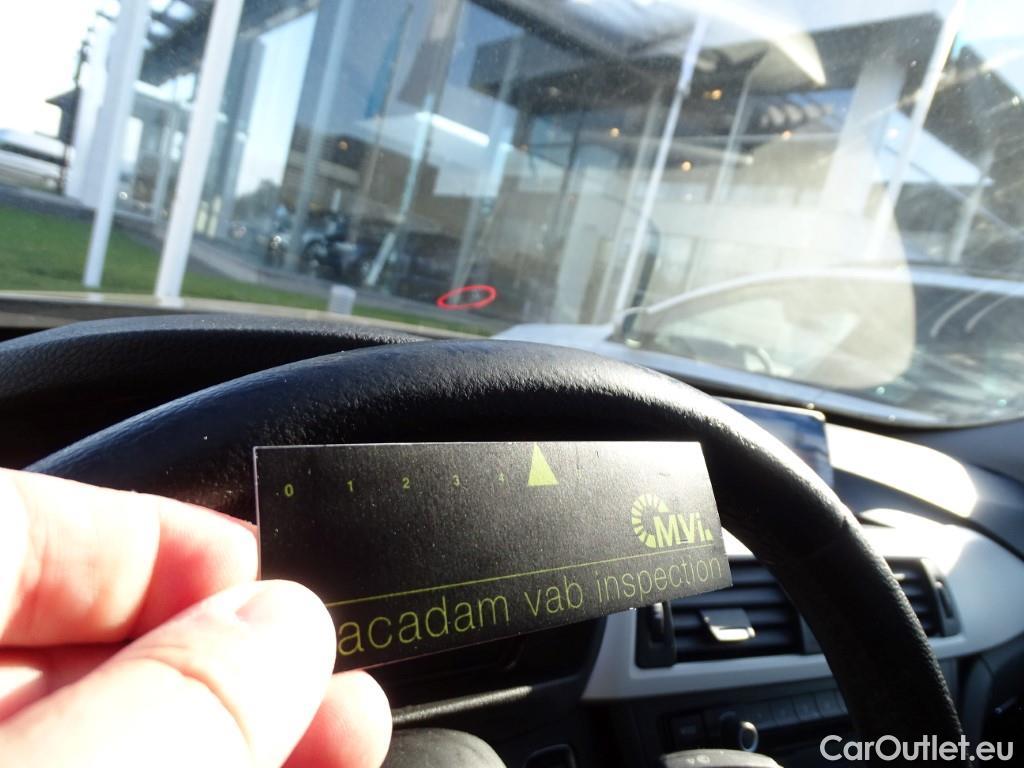 0 1 2 3 4
MVi.
acadam vab inspection
CarOutlet.eu